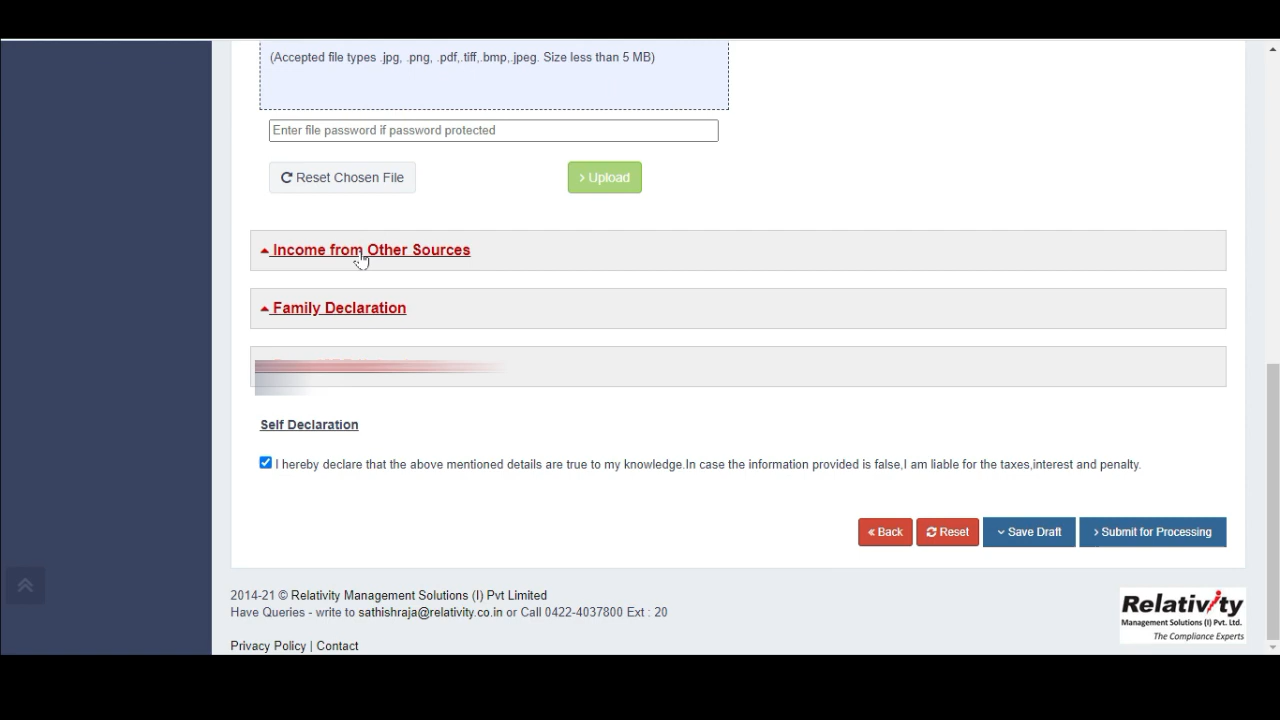 (Accepted file types .jpg, .png, .pdf,.tiff,.bmp,.jpeg. Size less than 5 MB)
Enter file password if password protected
Reset Chosen File
> Upload
Income from Other Sources
Family Declaration
Self Declaration
I hereby declare that the above mentioned details are true to my knowledge.In case the information provided is false,I am liable for the taxes,interest and penalty.
« Back
Reset
Save Draft
> Submit for Processing
2014-21 © Relativity Management Solutions (I) Pvt Limited
Have Queries - write to sathishraja@relativity.co.in or Call 0422-4037800 Ext : 20
Relativity
Management Solutions (I) Pvt. Ltd.
The Compliance Experts
Privacy Policy | Contact